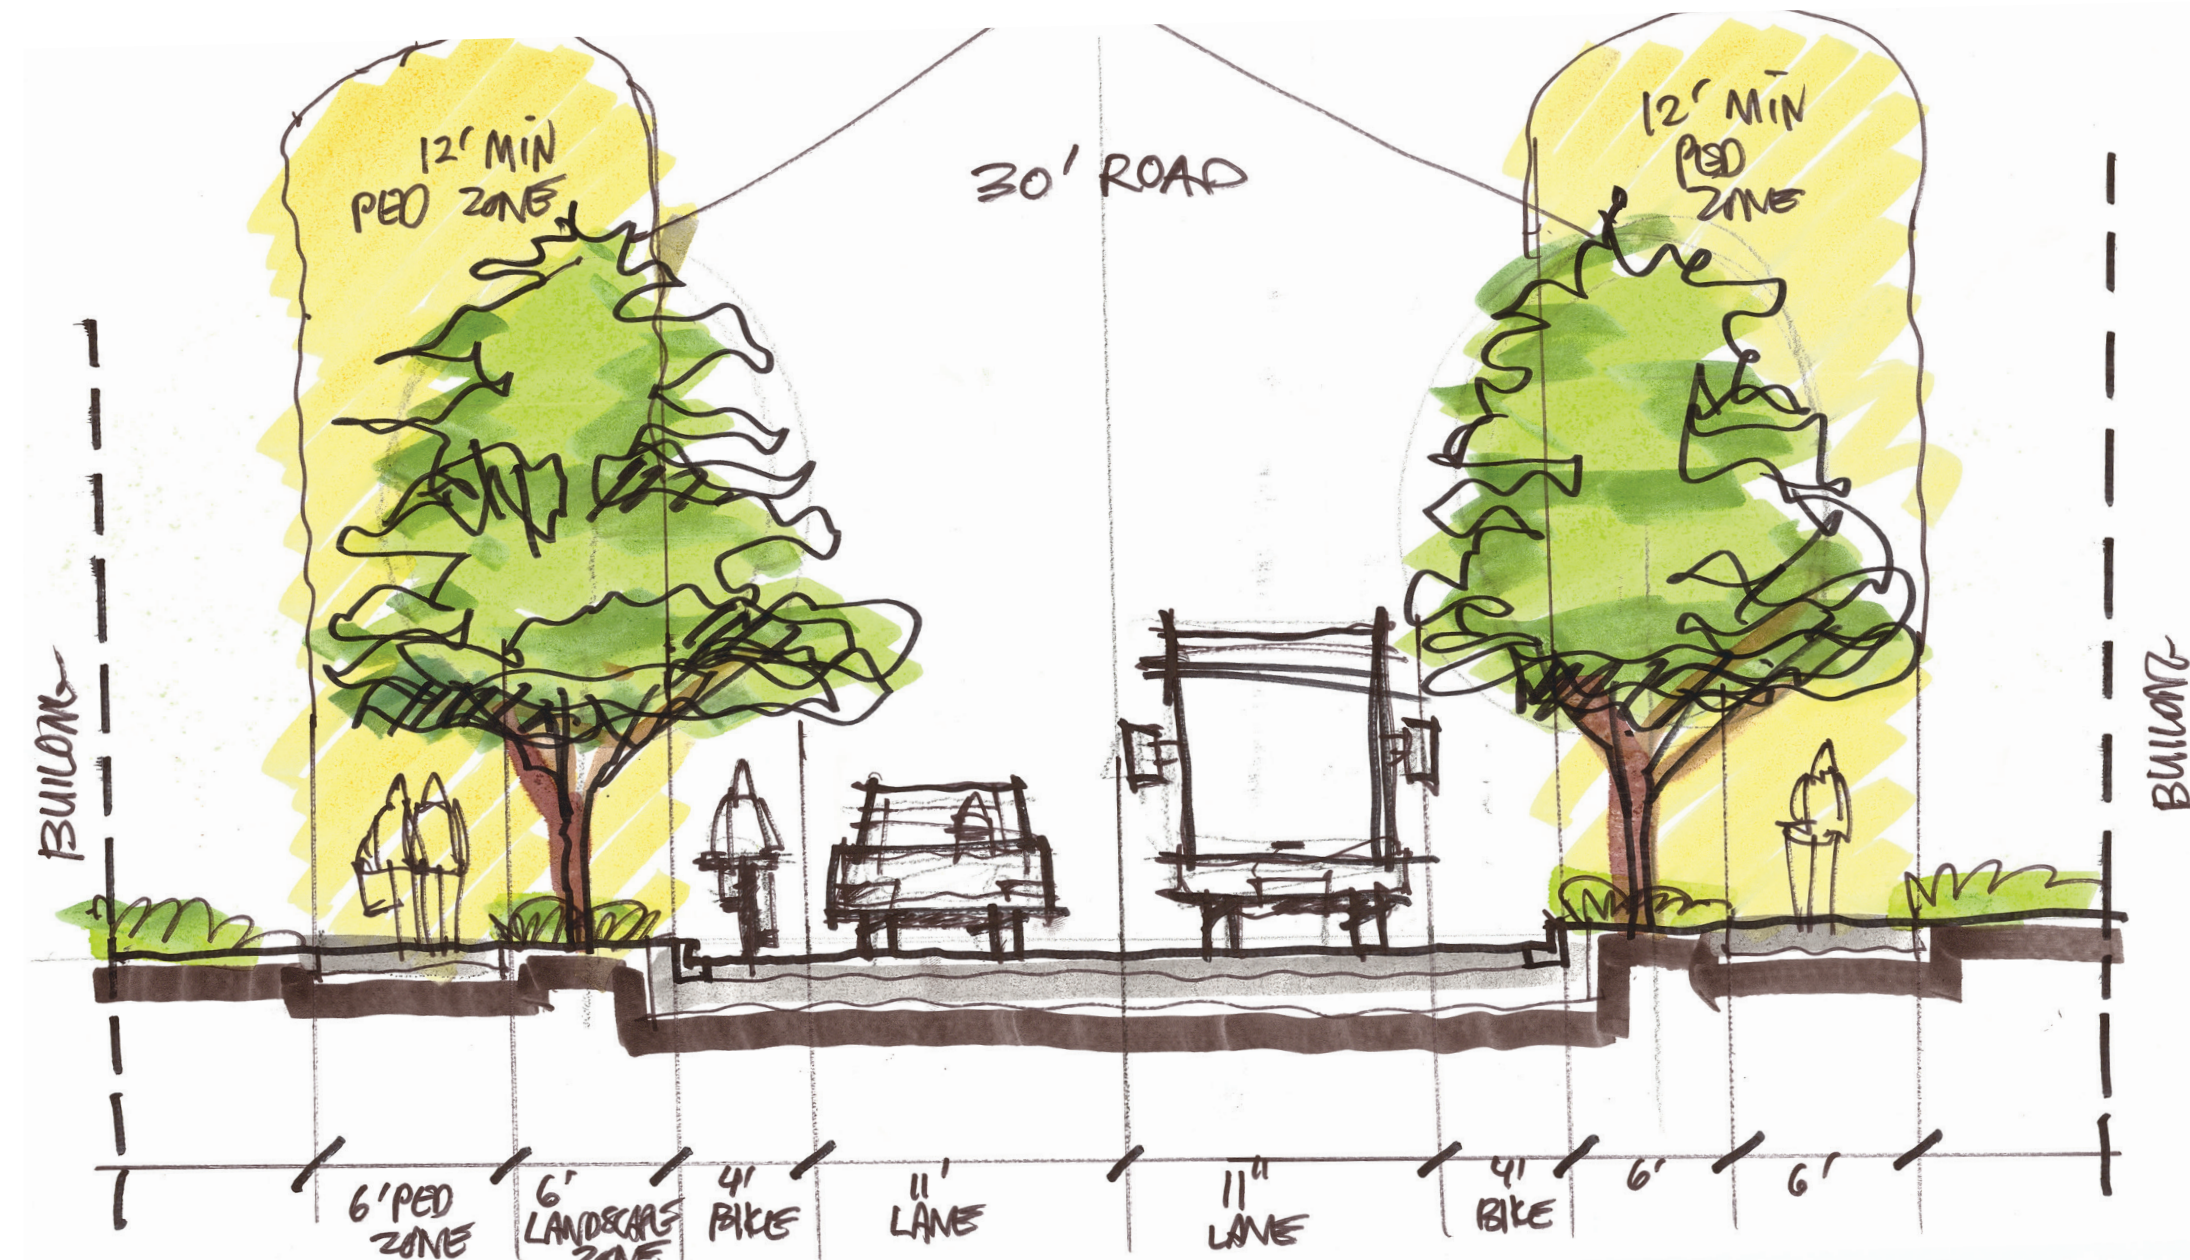 12' MIN
PED ZONE
30' ROAD
12' MIN
PED
ZONE
BUILDING
BUILDING
6' PED
ZONE
6'
LANDSCAPE
ZONE
4'
BIKE
11'
LANE
11"
LANE
4'
BIKE
6'
6'